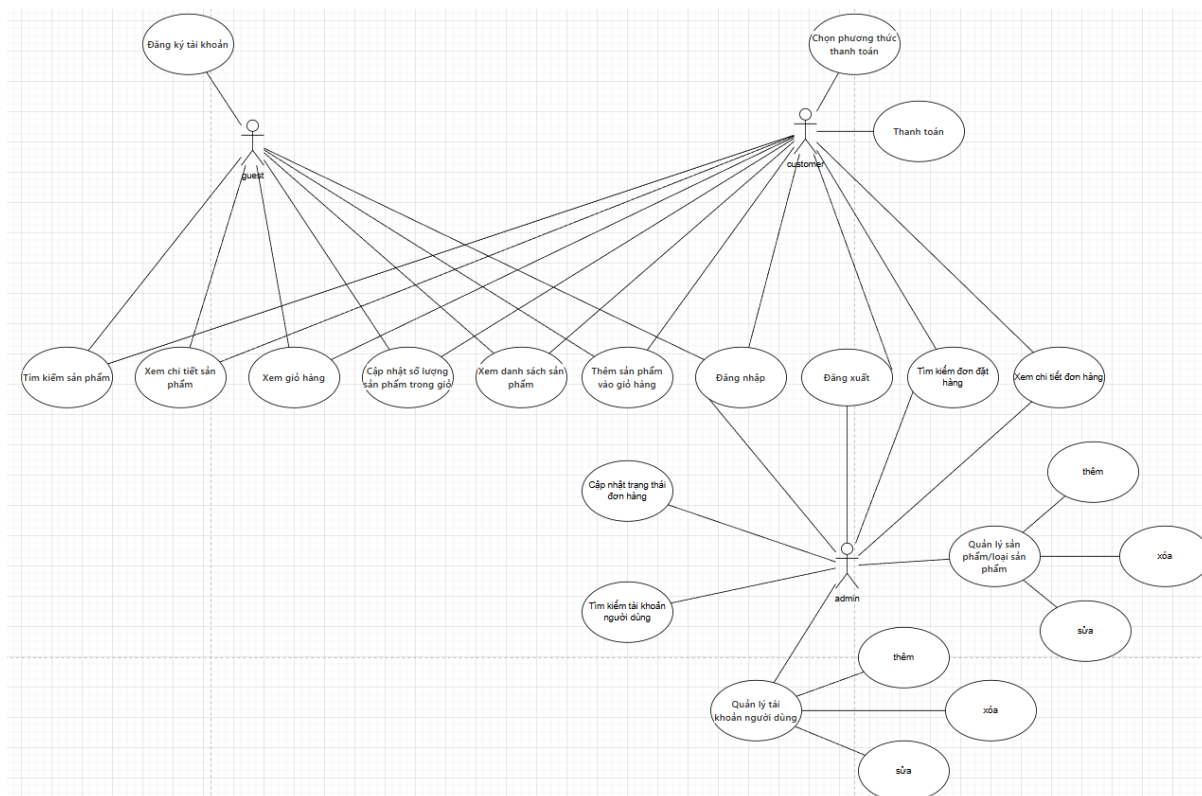 Đăng ký tài khoản
Chọn phương thức
thanh toán
Thanh toán
guest
customer
Tìm kiếm sản phẩm
Xem chi tiết sản
phẩm
Xem giỏ hàng
Cập nhật số lượng
sản phẩm trong giỏ
Xem danh sách sản
phẩm
Thêm sản phẩm
vào giỏ hàng
Đăng nhập
Đăng xuất
Tìm kiếm đơn đặt
hàng
Xem chi tiết đơn hàng
thêm
Cập nhật trạng thái
đơn hàng
Quản lý sản
phẩm/loại sản
phẩm
xóa
admin
Tìm kiếm tài khoản
người dùng
sửa
thêm
Quản lý tài
khoản người dùng
xóa
sửa